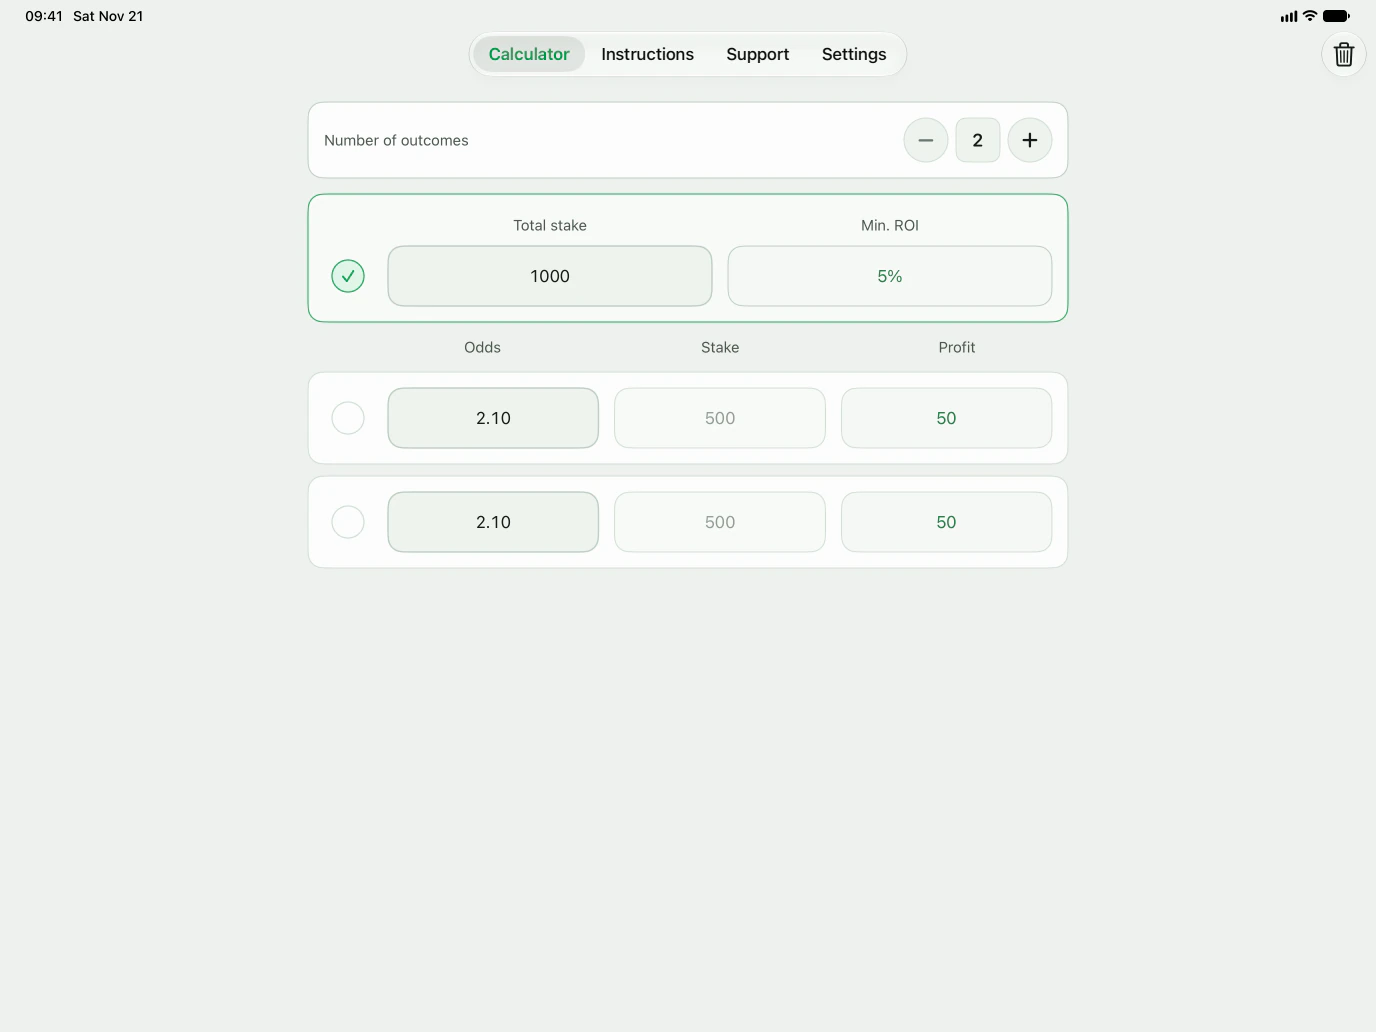 09:41 Sat Nov 21
Calculator Instructions Support Settings
Number of outcomes
2
Total stake Min. ROI
1000 5%
Odds Stake Profit
2.10 500 50
2.10 500 50